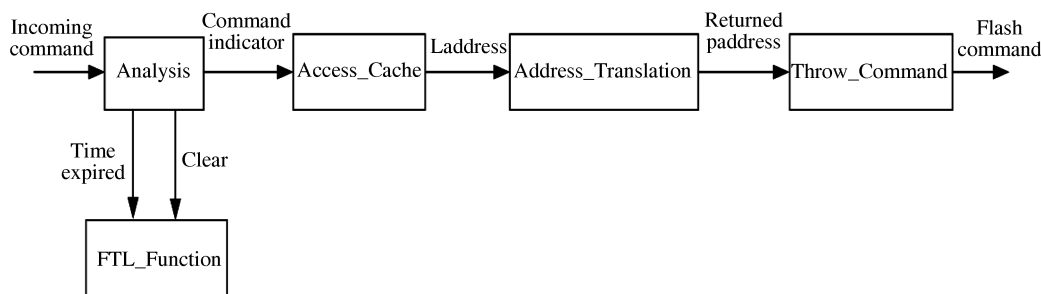 Incoming
command
Analysis
Command
indicator
Access_Cache
Laddress
Address_Translation
Returned
paddress
Throw_Command
Flash
command
Time
expired
Clear
FTL_Function